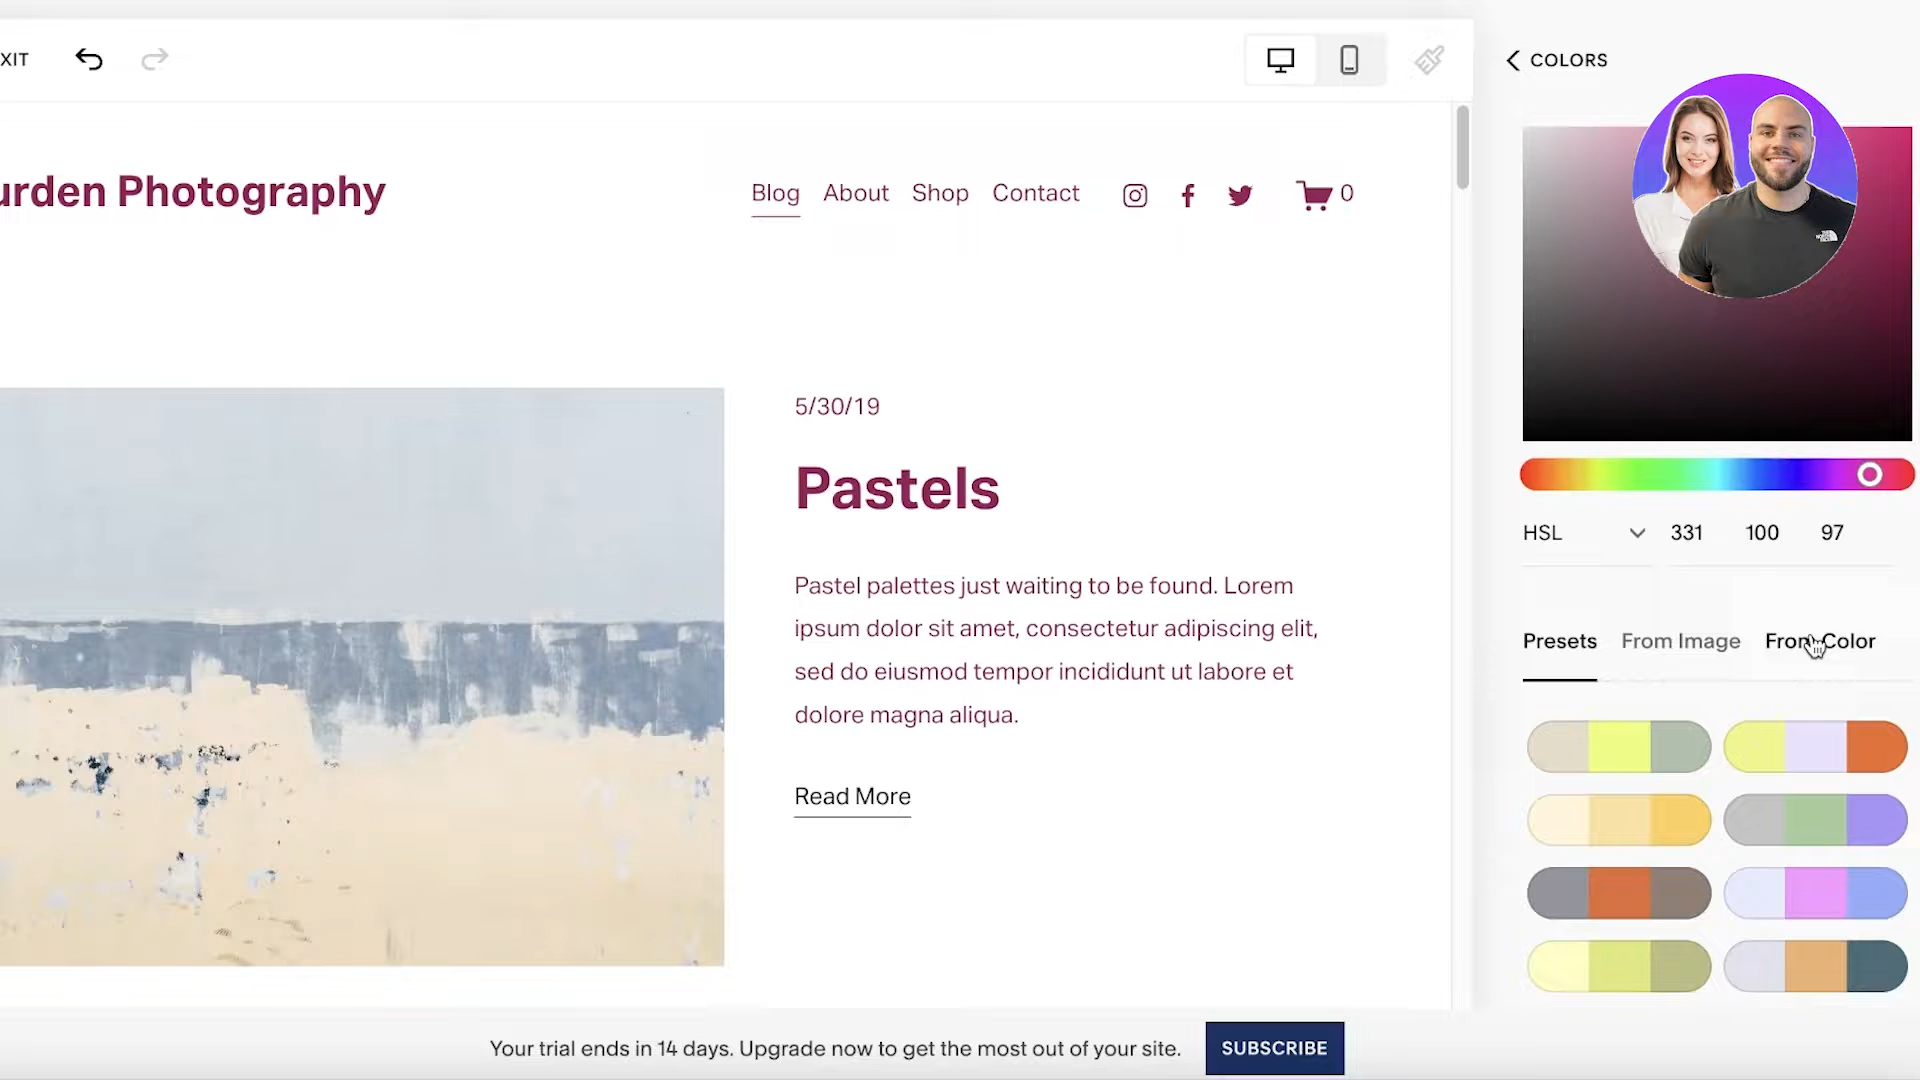 XIT
COLORS
urden Photography
Blog About Shop Contact 0
5/30/19
Pastels
Pastel palettes just waiting to be found. Lorem
ipsum dolor sit amet, consectetur adipiscing elit,
sed do eiusmod tempor incididunt ut labore et
dolore magna aliqua.
Read More
HSL 331 100 97
Presets From Image From Color
Your trial ends in 14 days. Upgrade now to get the most out of your site. SUBSCRIBE